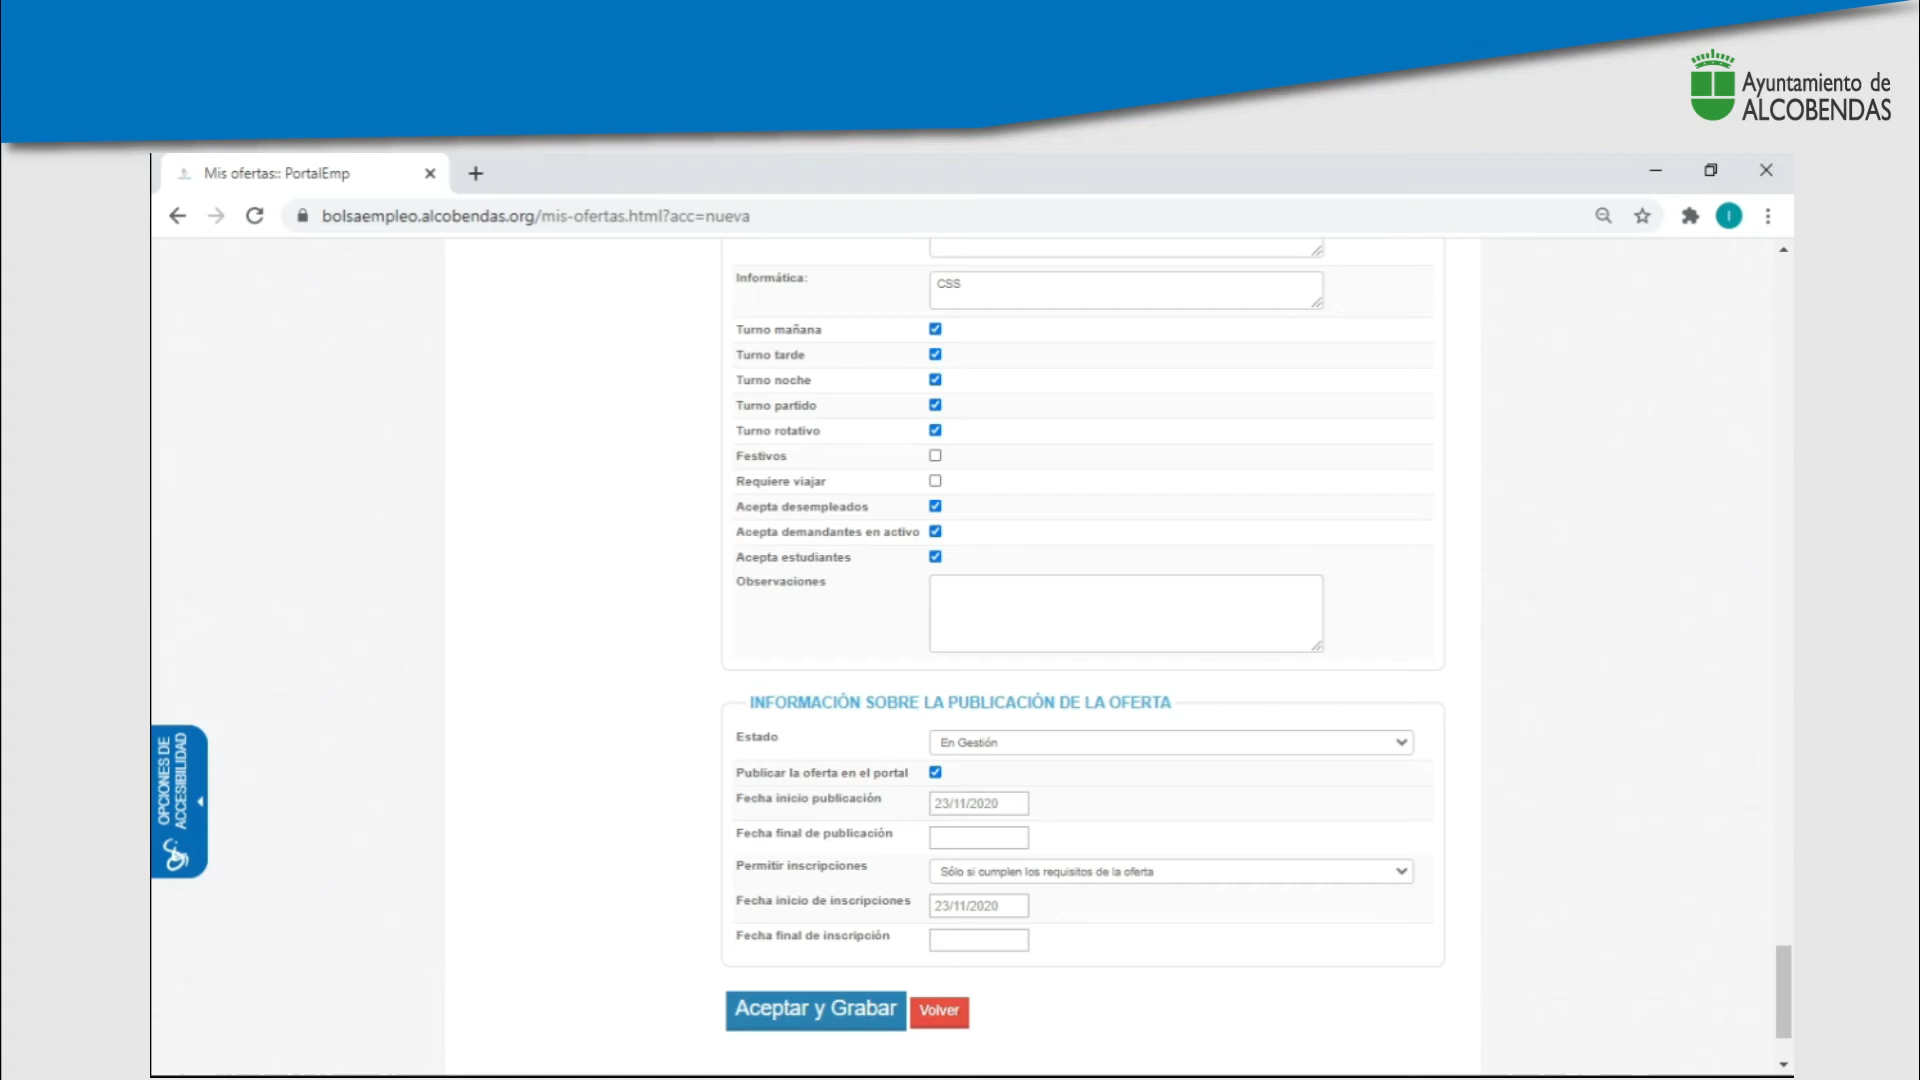 Ayuntamiento de
ALCOBENDAS
Mis ofertas:: PortalEmp
bolsaempleo.alcobendas.org/mis-ofertas.html?acc=nueva
I
Informática:
CSS
Turno mañana
Turno tarde
Turno noche
Turno partido
Turno rotativo
Festivos
Requiere viajar
Acepta desempleados
Acepta demandantes en activo
Acepta estudiantes
Observaciones
INFORMACIÓN SOBRE LA PUBLICACIÓN DE LA OFERTA
Estado
En Gestión
Publicar la oferta en el portal
Fecha inicio publicación
23/11/2020
Fecha final de publicación
Permitir inscripciones
Sólo si cumplen los requisitos de la oferta
Fecha inicio de inscripciones
23/11/2020
Fecha final de inscripción
Aceptar y Grabar
Volver
OPCIONES DE
ACCESIBILIDAD